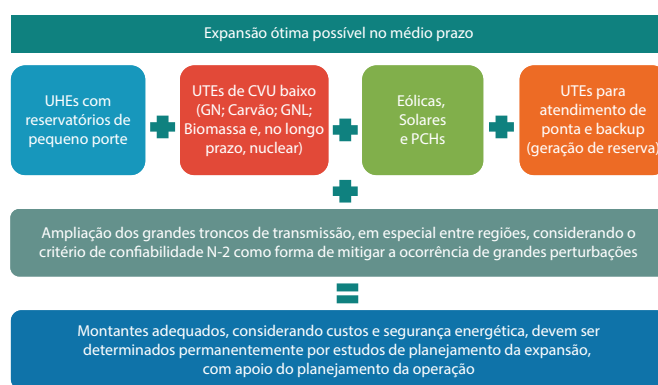 Expansão ótima possível no médio prazo
UHEs com
reservatórios de
pequeno porte
UTEs de CVU baixo
(GN; Carvão; GNL;
Biomassa e, no longo
prazo, nuclear)
Eólicas,
Solares
e PCHs
UTEs para
atendimento de
ponta e backup
(geração de reserva)
Ampliação dos grandes troncos de transmissão, em especial entre regiões, considerando o
critério de confiabilidade N-2 como forma de mitigar a ocorrência de grandes perturbações
Montantes adequados, considerando custos e segurança energética, devem ser
determinados permanentemente por estudos de planejamento da expansão,
com apoio do planejamento da operação